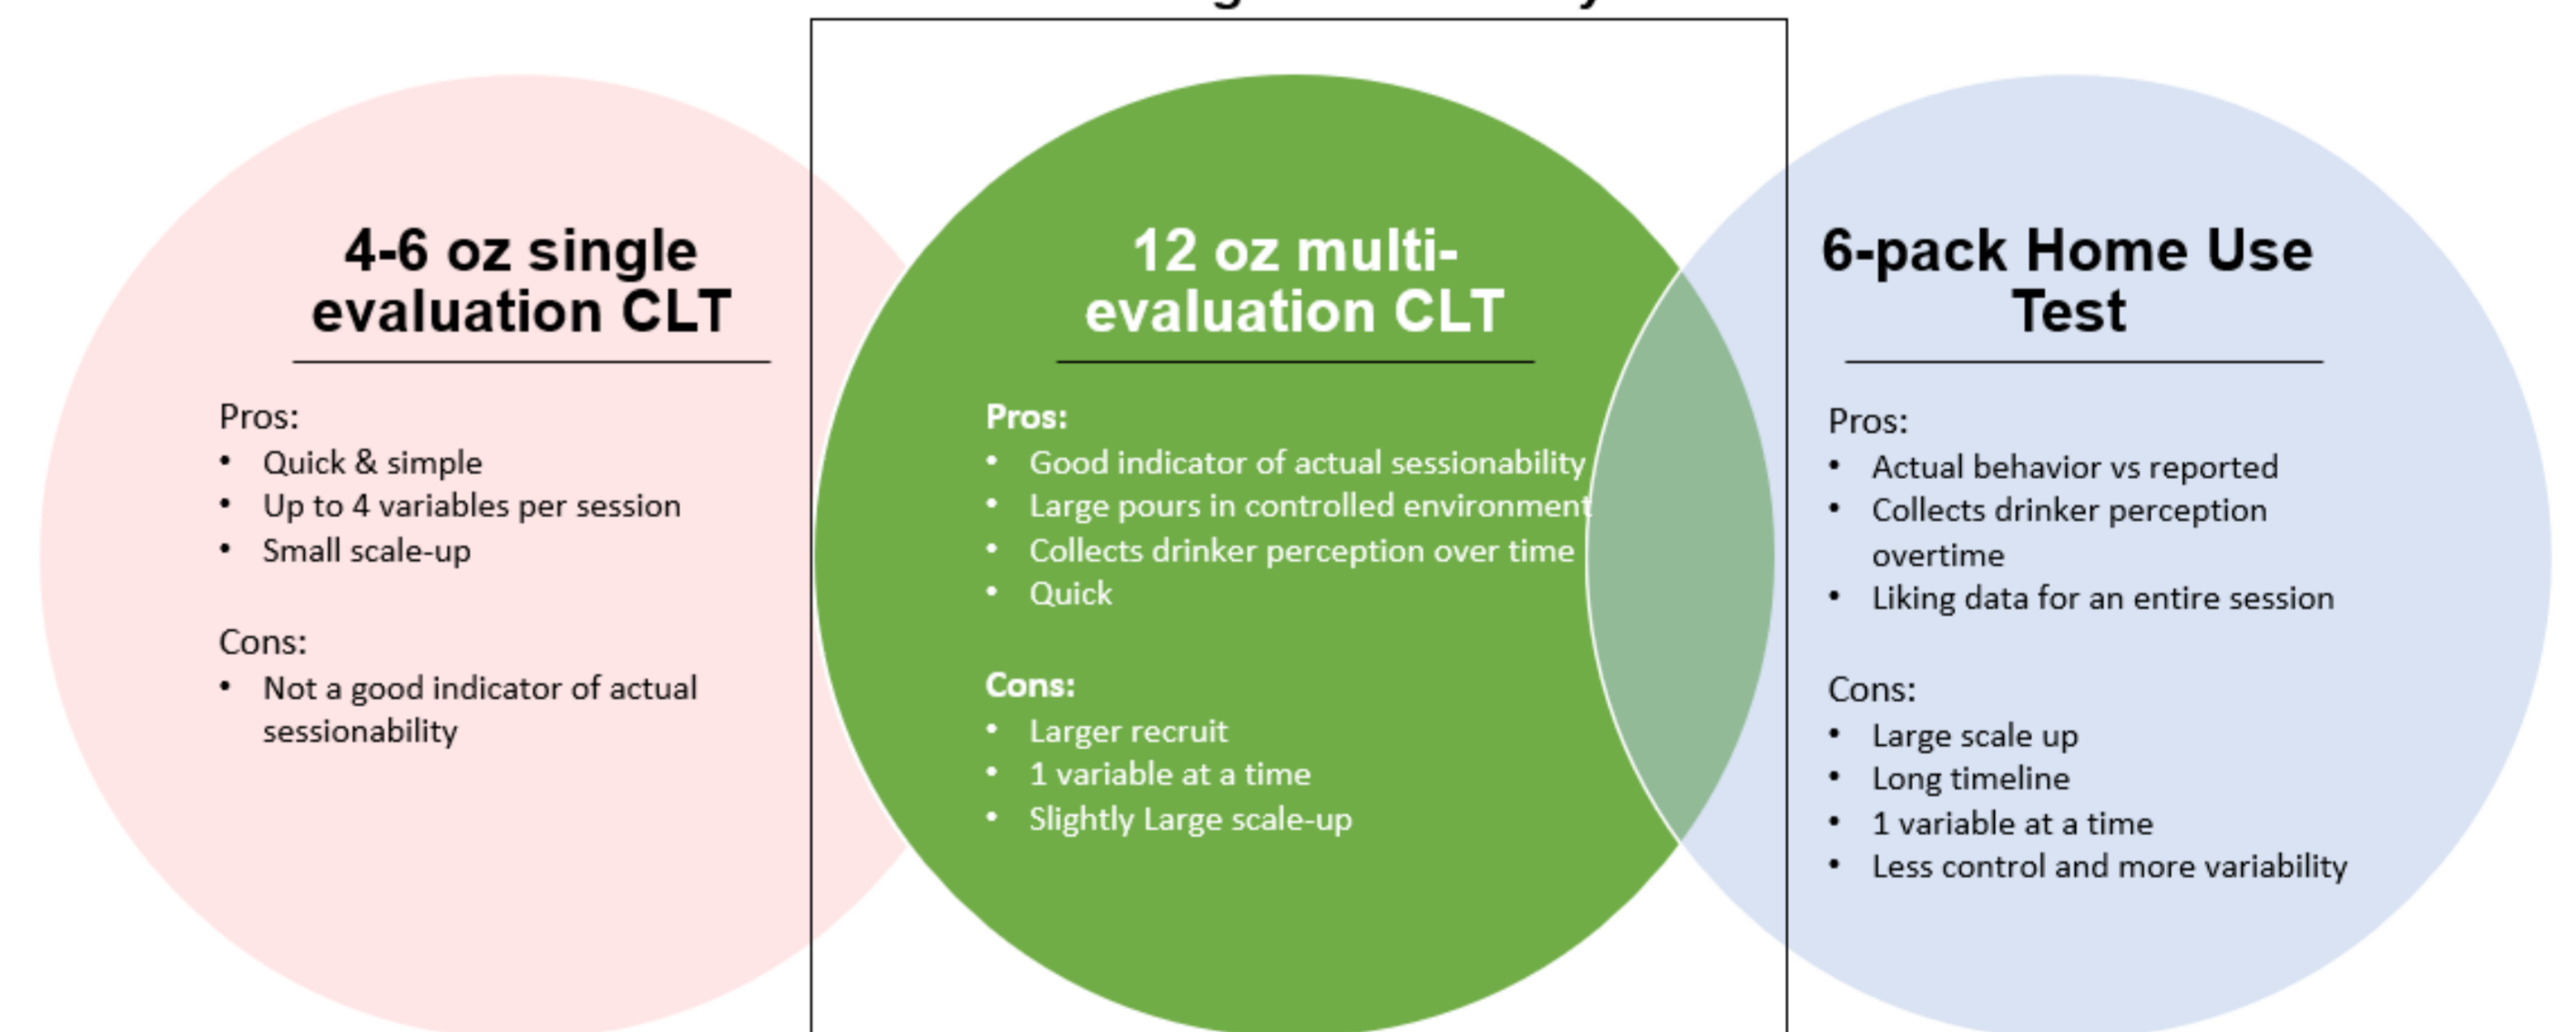 4-6 oz single
evaluation CLT
Pros:
• Quick & simple
• Up to 4 variables per session
• Small scale-up
Cons:
• Not a good indicator of actual
sessionability
12 oz multi-
evaluation CLT
Pros:
• Good indicator of actual sessionability
• Large pours in controlled environment
• Collects drinker perception over time
• Quick
Cons:
• Larger recruit
• 1 variable at a time
• Slightly Large scale-up
6-pack Home Use
Test
Pros:
• Actual behavior vs reported
• Collects drinker perception
overtime
• Liking data for an entire session
Cons:
• Large scale up
• Long timeline
• 1 variable at a time
• Less control and more variability